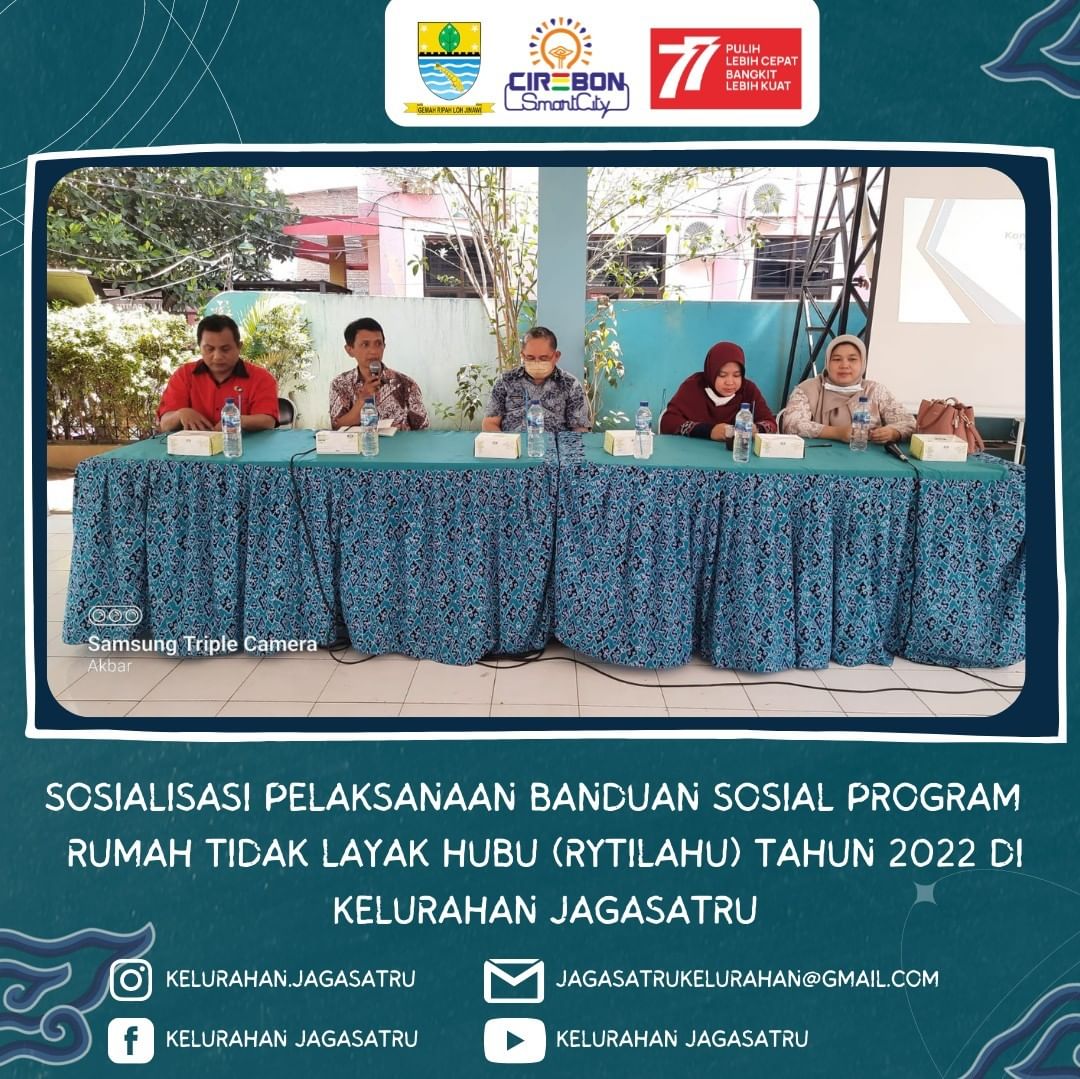 GEMAH RIPAH LOH JINAWI
CIREBON
SmartCity
77
PULIH
LEBIH CEPAT
BANGKIT
LEBIH KUAT
Samsung Triple Camera
Akbar
SOSIALISASI PELAKSANAAN BANDUAN SOSIAL PROGRAM
RUMAH TIDAK LAYAK HUBU (RYTILAHU) TAHUN 2022 DI
KELURAHAN JAGASATRU
KELURAHAN.JAGASATRU
JAGASATRUKELURAHAN@GMAIL.COM
KELURAHAN JAGASATRU
KELURAHAN JAGASATRU